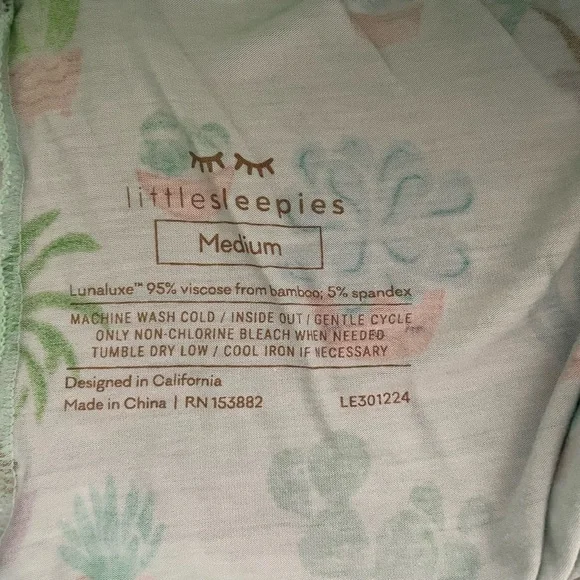 littlesleepies
Medium
Lunaluxe™ 95% viscose from bamboo; 5% spandex
MACHINE WASH COLD / INSIDE OUT / GENTLE CYCLE
ONLY NON-CHLORINE BLEACH WHEN NEEDED
TUMBLE DRY LOW / COOL IRON IF NECESSARY
Designed in California
Made in China | RN 153882 LE301224